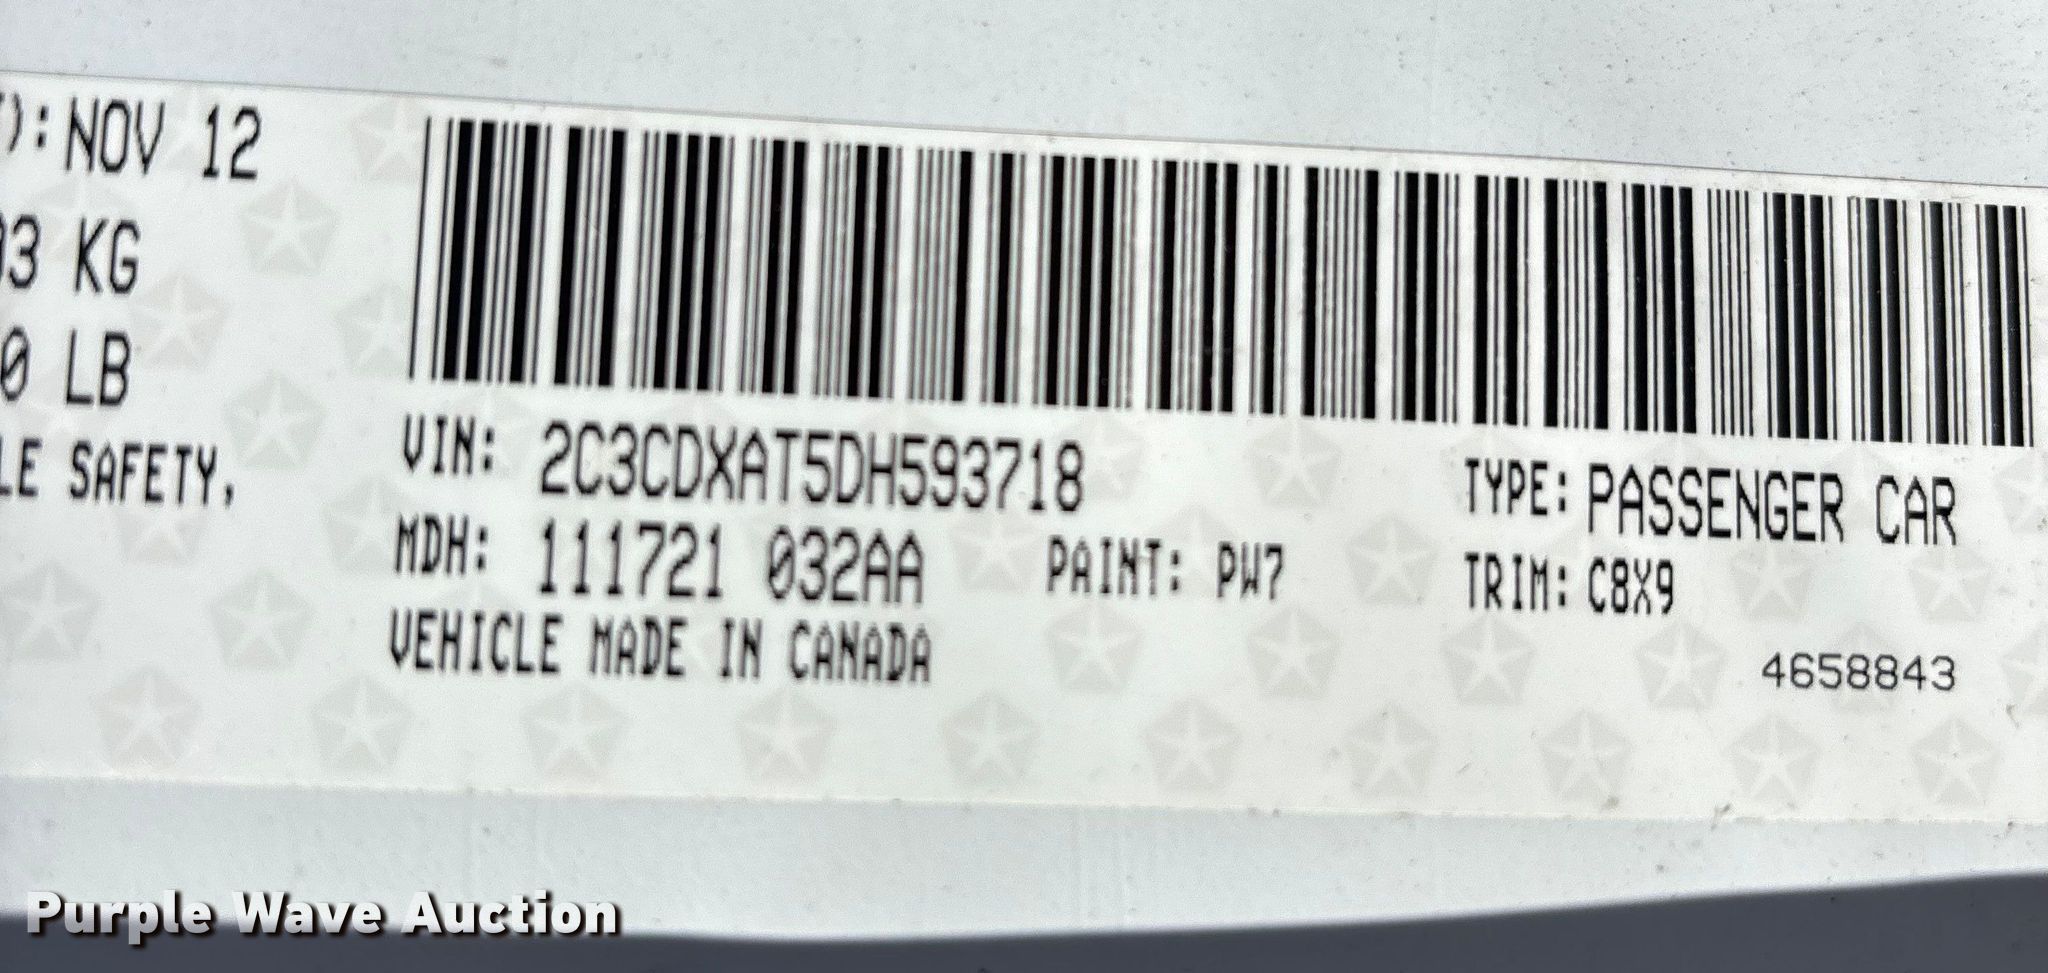 ): NOV 12
3 KG
0 LB
LE SAFETY,
VIN: 2C3CDXAT5DH593718
TYPE: PASSENGER CAR
MDH: 111721 032AA
PAINT: PW7
TRIM: C8X9
VEHICLE MADE IN CANADA
4658843
Purple Wave Auction